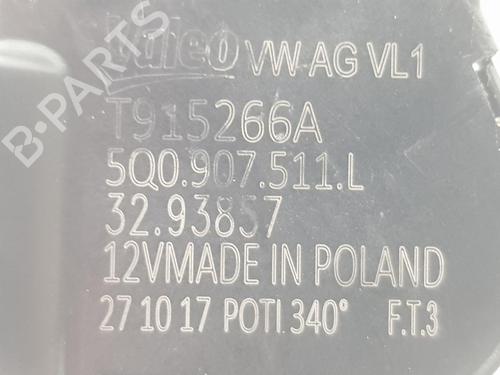 Valeo VW AG VL1
T915266A
5Q0.907.511.L
32.93857
12VMADE IN POLAND
27 10 17 POTI 340° F.T.3